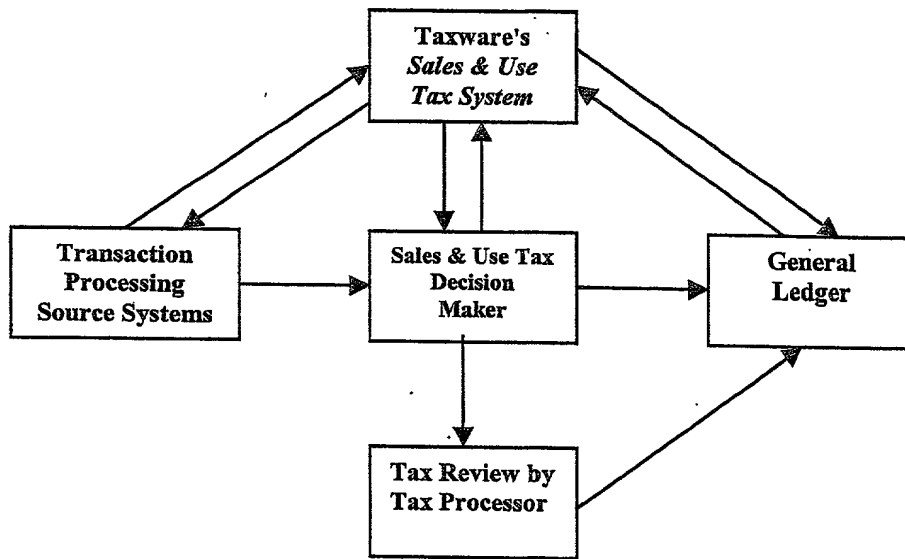 Taxware's
Sales & Use
Tax System
Transaction
Processing
Source Systems
Sales & Use Tax
Decision
Maker
General
Ledger
Tax Review by
Tax Processor